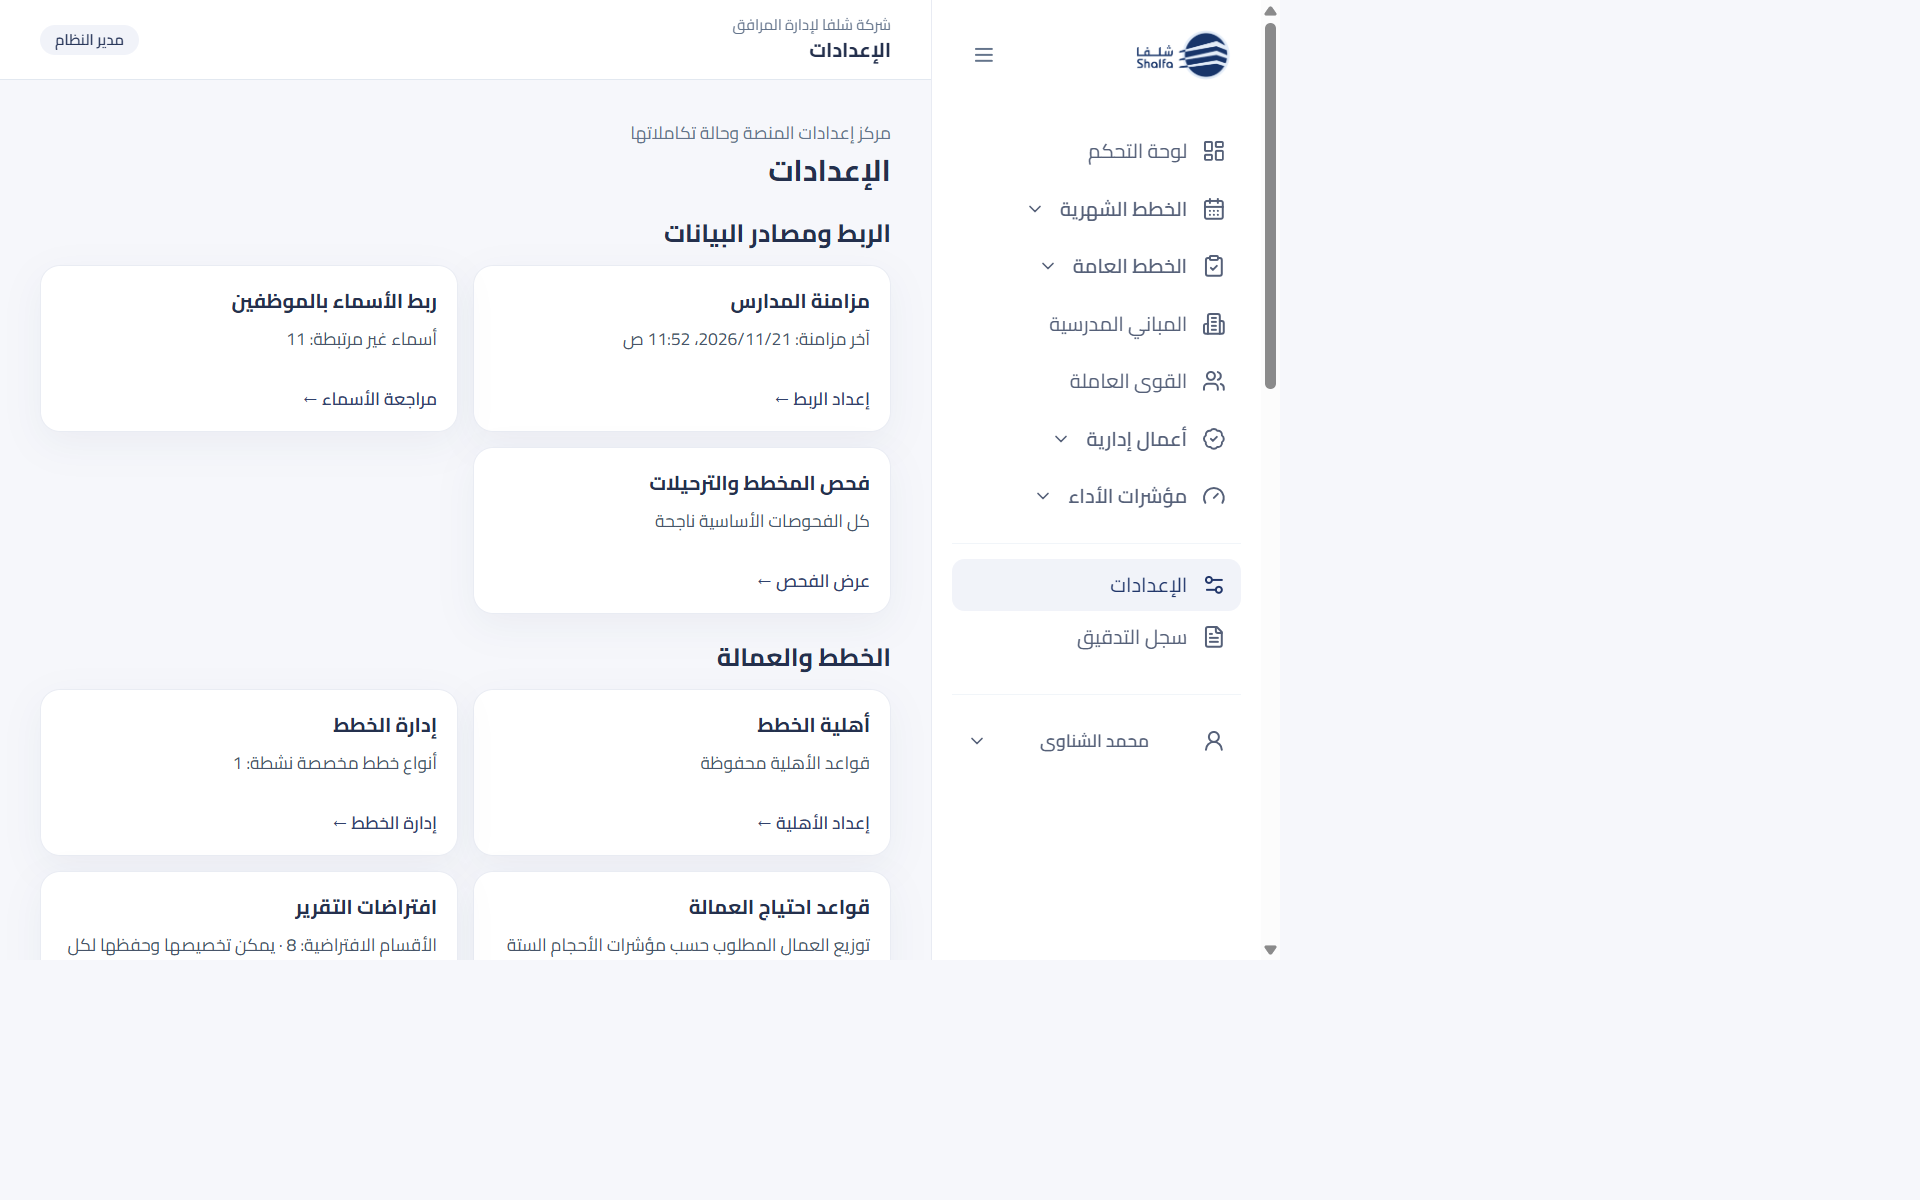 شلفا
Shalfa
لوحة التحكم
الخطط الشهرية
الخطط العامة
المباني المدرسية
القوى العاملة
أعمال إدارية
مؤشرات الأداء
الإعدادات
سجل التدقيق
محمد الشناوى
شركة شلفا لإدارة المرافق
الإعدادات
مدير النظام
مركز إعدادات المنصة وحالة تكاملاتها
الإعدادات
الربط ومصادر البيانات
مزامنة المدارس
آخر مزامنة: 2026/11/21، 11:52 ص
إعداد الربط ←
ربط الأسماء بالموظفين
أسماء غير مرتبطة: 11
مراجعة الأسماء ←
فحص المخطط والترحيلات
كل الفحوصات الأساسية ناجحة
عرض الفحص ←
الخطط والعمالة
أهلية الخطط
قواعد الأهلية محفوظة
إعداد الأهلية ←
إدارة الخطط
أنواع خطط مخصصة نشطة: 1
إدارة الخطط ←
قواعد احتياج العمالة
توزيع العمال المطلوب حسب مؤشرات الأحجام الستة
افتراضات التقرير
الأقسام الافتراضية: 8 · يمكن تخصيصها وحفظها لكل